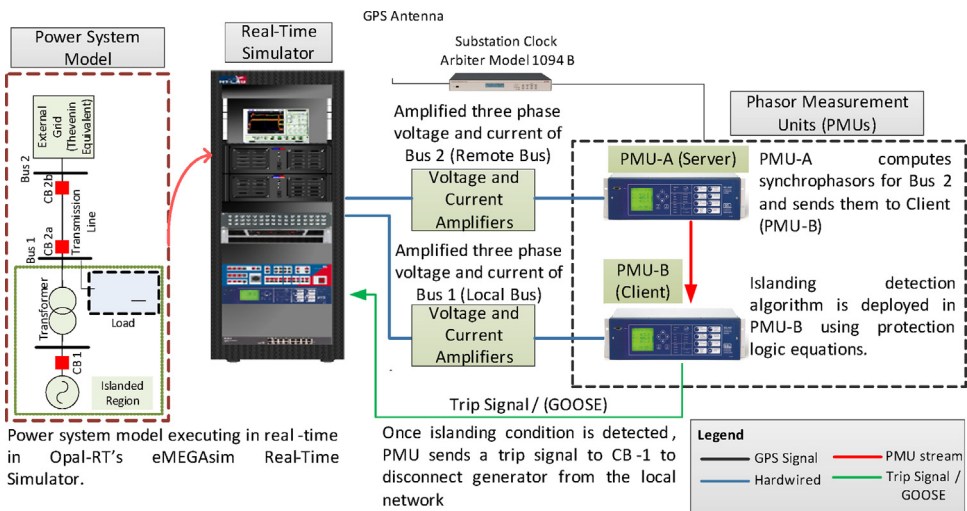 GPS Antenna
Power System
Model
Real-Time
Simulator
Substation Clock
Arbiter Model 1094 B
Phasor Measurement
Units (PMUs)
External
Grid
(Thevenin
Equivalent)
Bus 2
CB 2b
Transmission
Line
CB 2a
Bus 1
Transformer
Load
CB 1
Islanded
Region
Amplified three phase
voltage and current of
Bus 2 (Remote Bus)
Voltage and
Current
Amplifiers
Amplified three phase
voltage and current of
Bus 1 (Local Bus)
Voltage and
Current
Amplifiers
PMU-A (Server)
PMU-A computes
synchrophasors for Bus 2
and sends them to Client
(PMU-B)
PMU-B
(Client)
Islanding detection
algorithm is deployed in
PMU-B using protection
logic equations.
Trip Signal / (GOOSE)
Power system model executing in real -time
in Opal-RT's eMEGAsim Real-Time
Simulator.
Once islanding condition is detected ,
PMU sends a trip signal to CB -1 to
disconnect generator from the local
network
Legend
GPS Signal
PMU stream
Hardwired
Trip Signal /
GOOSE